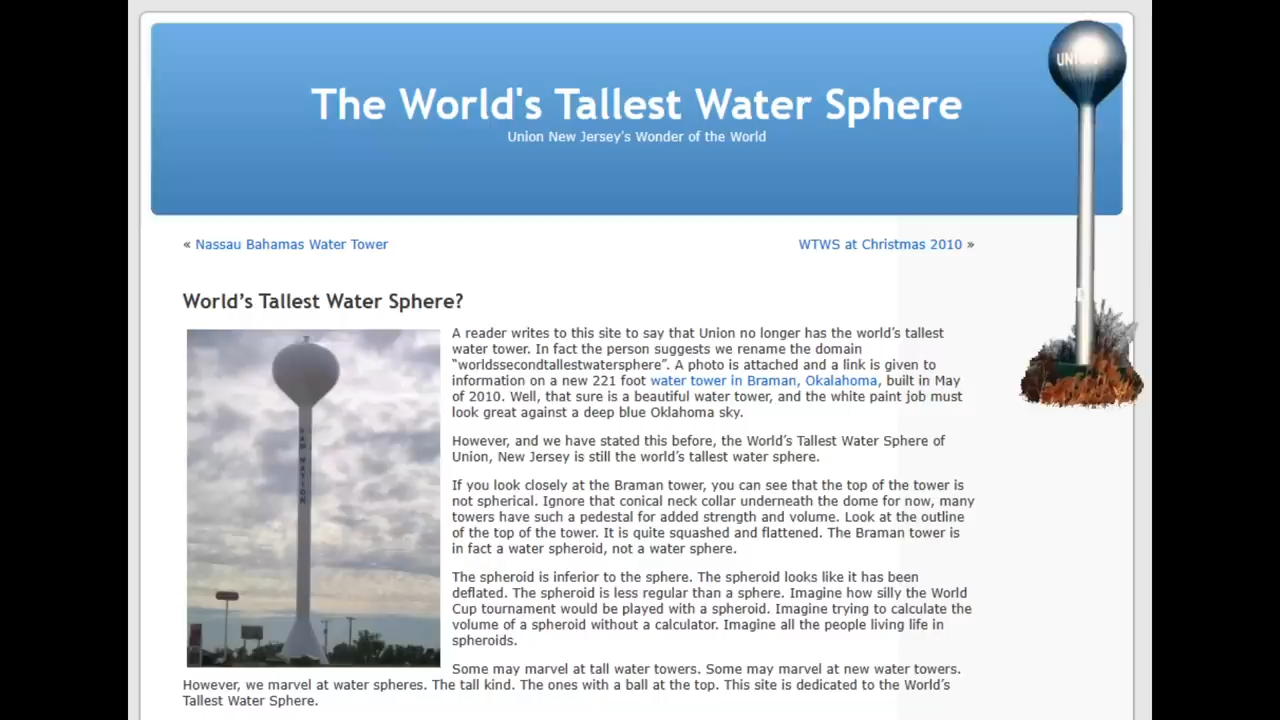 The World's Tallest Water Sphere
Union New Jersey's Wonder of the World
UNION
« Nassau Bahamas Water Tower
WTWS at Christmas 2010 »
World's Tallest Water Sphere?
A reader writes to this site to say that Union no longer has the world's tallest
water tower. In fact the person suggests we rename the domain
"worldssecondtallestwatersphere". A photo is attached and a link is given to
information on a new 221 foot water tower in Braman, Okalahoma, built in May
of 2010. Well, that sure is a beautiful water tower, and the white paint job must
look great against a deep blue Oklahoma sky.
However, and we have stated this before, the World's Tallest Water Sphere of
Union, New Jersey is still the world's tallest water sphere.
If you look closely at the Braman tower, you can see that the top of the tower is
not spherical. Ignore that conical neck collar underneath the dome for now, many
towers have such a pedestal for added strength and volume. Look at the outline
of the top of the tower. It is quite squashed and flattened. The Braman tower is
in fact a water spheroid, not a water sphere.
The spheroid is inferior to the sphere. The spheroid looks like it has been
deflated. The spheroid is less regular than a sphere. Imagine how silly the World
Cup tournament would be played with a spheroid. Imagine trying to calculate the
volume of a spheroid without a calculator. Imagine all the people living life in
spheroids.
Some may marvel at tall water towers. Some may marvel at new water towers.
However, we marvel at water spheres. The tall kind. The ones with a ball at the top. This site is dedicated to the World's
Tallest Water Sphere.